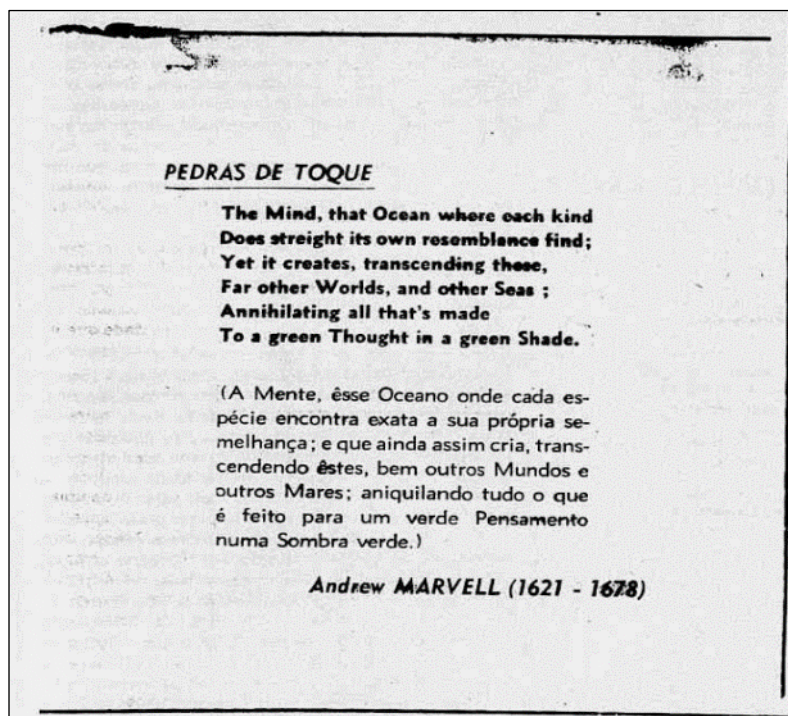 PEDRAS DE TOQUE
The Mind, that Ocean where each kind
Does streight its own resemblance find;
Yet it creates, transcending these,
Far other Worlds, and other Seas ;
Annihilating all that's made
To a green Thought in a green Shade.
(A Mente, êsse Oceano onde cada es-
pécie encontra exata a sua própria se-
melhança; e que ainda assim cria, trans-
cendendo êstes, bem outros Mundos e
outros Mares; aniquilando tudo o que
é feito para um verde Pensamento
numa Sombra verde.)
Andrew MARVELL (1621 - 1678)